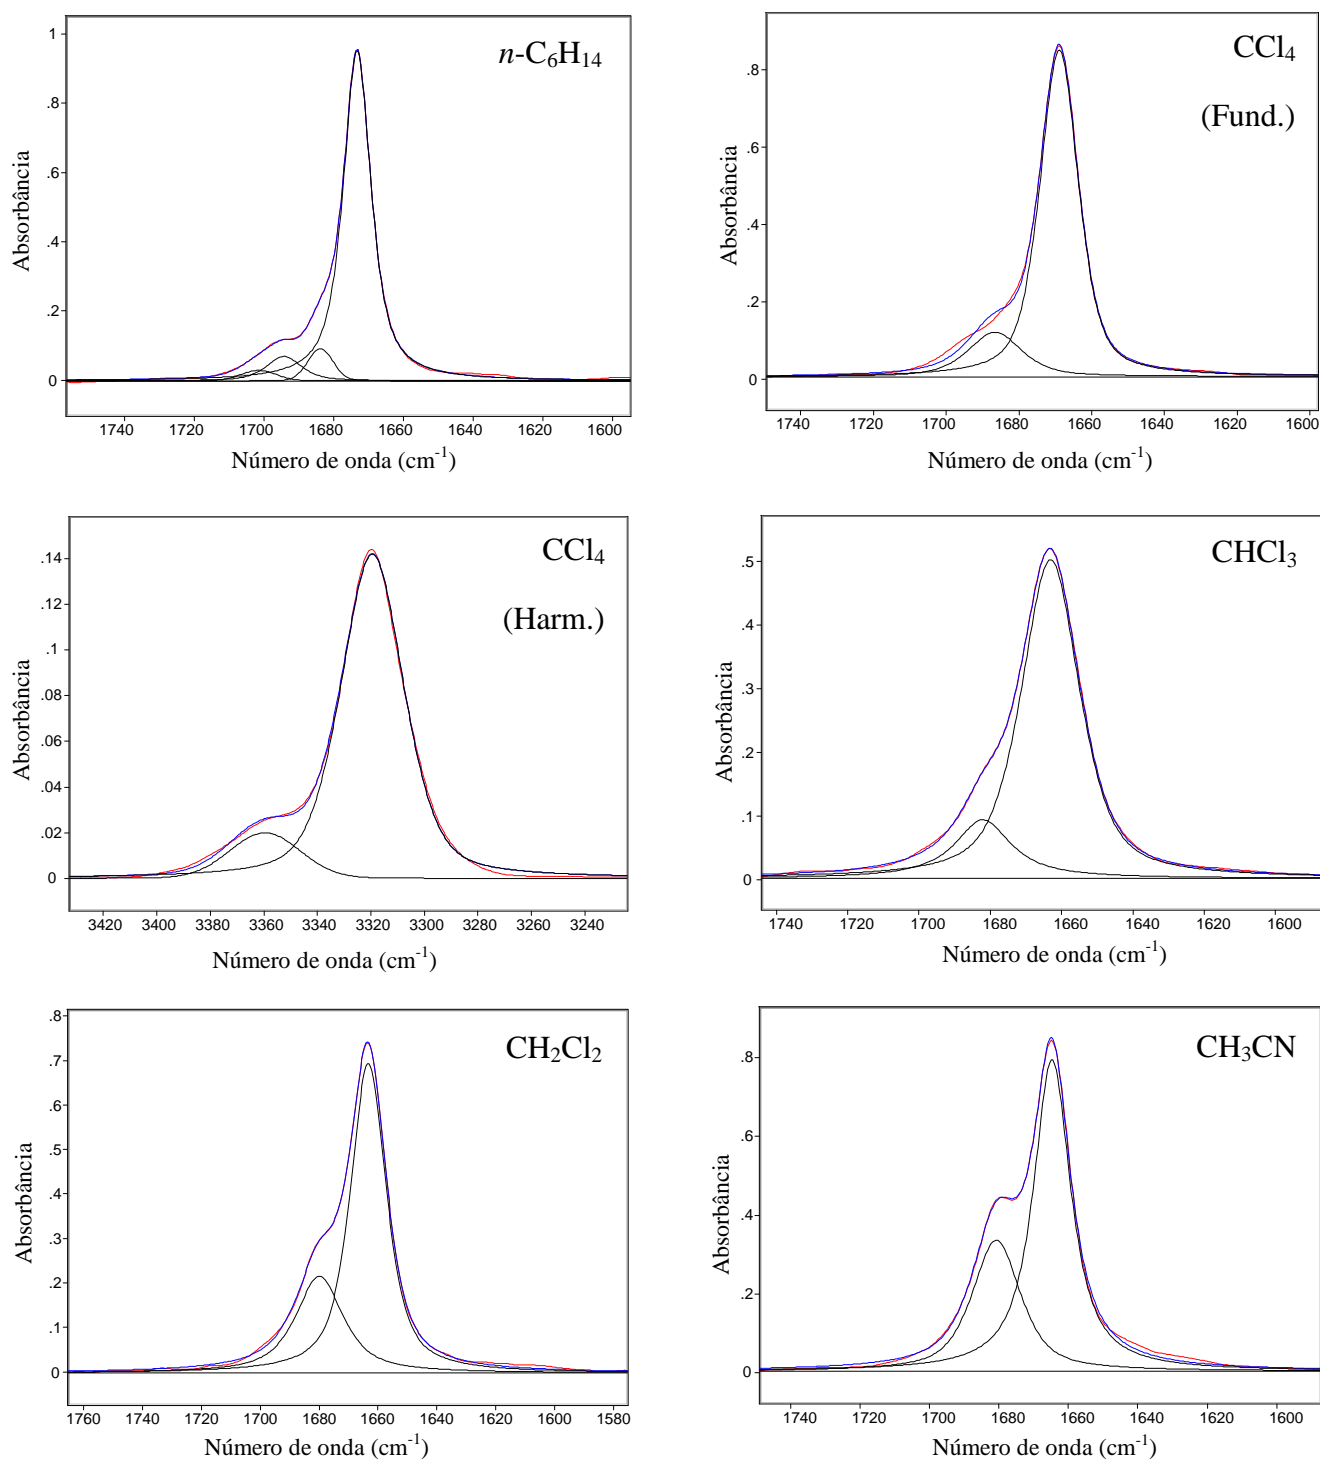 n-C6H14
1
.8
.6
.4
.2
0
Absorbância
1740 1720 1700 1680 1660 1640 1620 1600
Número de onda (cm-1)
CCl4
(Fund.)
.8
.6
.4
.2
0
Absorbância
1740 1720 1700 1680 1660 1640 1620 1600
Número de onda (cm-1)
CCl4
(Harm.)
.14
.12
.1
.08
.06
.04
.02
0
Absorbância
3420 3400 3380 3360 3340 3320 3300 3280 3260 3240
Número de onda (cm-1)
CHCl3
.5
.4
.3
.2
0.1
0
Absorbância
1740 1720 1700 1680 1660 1640 1620 1600
Número de onda (cm-1)
CH2Cl2
.8
.7
.6
.5
.4
.3
.2
.1
0
Absorbância
1760 1740 1720 1700 1680 1660 1640 1620 1600 1580
Número de onda (cm-1)
CH3CN
.8
.6
.4
.2
0
Absorbância
1740 1720 1700 1680 1660 1640 1620 1600
Número de onda (cm-1)